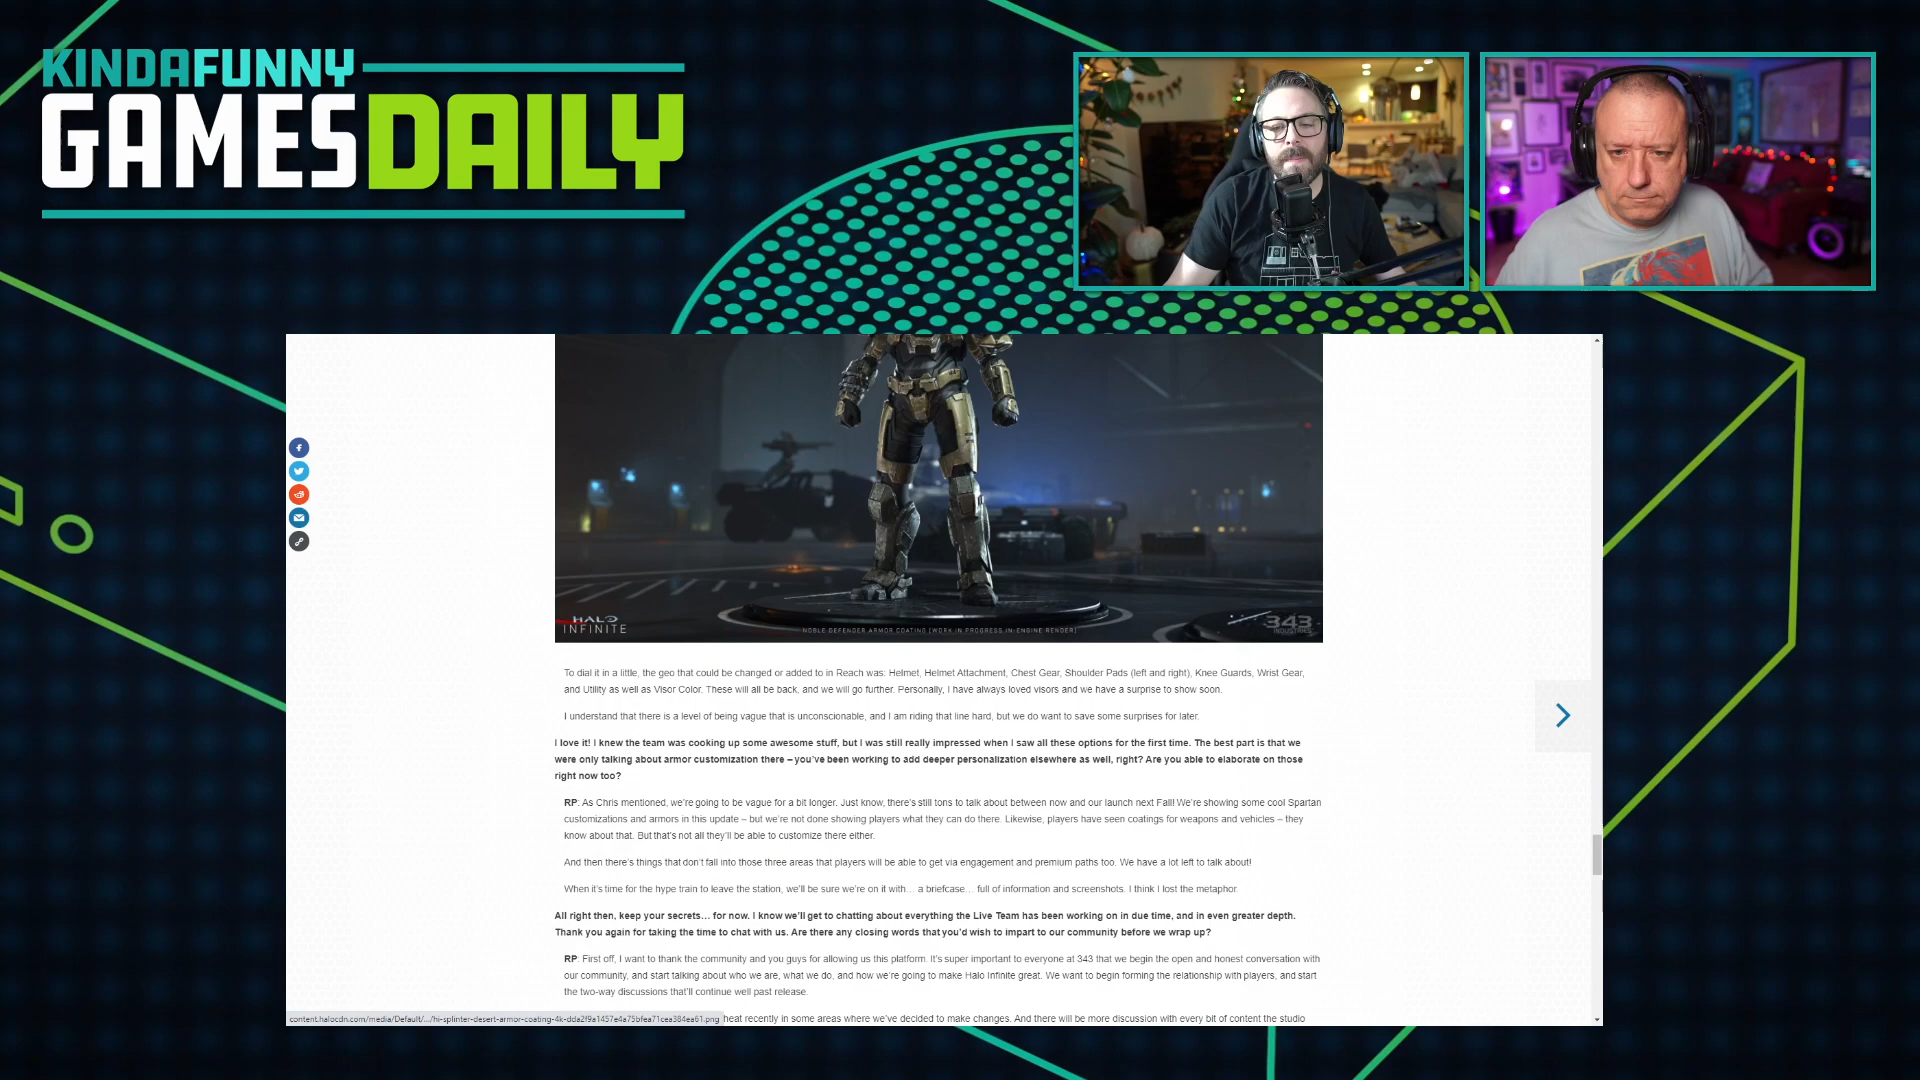 KINDAFUNNY
GAMESDAILY
HALO
INFINITE
NOBLE DEFENDER ARMOR COATING [WORK IN PROGRESS IN-ENGINE RENDER]
343
INDUSTRIES
To dial it in a little, the geo that could be changed or added to in Reach was: Helmet, Helmet Attachment, Chest Gear, Shoulder Pads (left and right), Knee Guards, Wrist Gear,
and Utility as well as Visor Color. These will all be back, and we will go further. Personally, I have always loved visors and we have a surprise to show soon.
I understand that there is a level of being vague that is unconscionable, and I am riding that line hard, but we do want to save some surprises for later.
I love it! I knew the team was cooking up some awesome stuff, but I was still really impressed when I saw all these options for the first time. The best part is that we
were only talking about armor customization there – you've been working to add deeper personalization elsewhere as well, right? Are you able to elaborate on those
right now too?
RP: As Chris mentioned, we're going to be vague for a bit longer. Just know, there's still tons to talk about between now and our launch next Fall! We're showing some cool Spartan
customizations and armors in this update – but we're not done showing players what they can do there. Likewise, players have seen coatings for weapons and vehicles – they
know about that. But that's not all they'll be able to customize there either.
And then there's things that don't fall into those three areas that players will be able to get via engagement and premium paths too. We have a lot left to talk about!
When it's time for the hype train to leave the station, we'll be sure we're on it with… a briefcase… full of information and screenshots. I think I lost the metaphor.
All right then, keep your secrets… for now. I know we'll get to chatting about everything the Live Team has been working on in due time, and in even greater depth.
Thank you again for taking the time to chat with us. Are there any closing words that you'd wish to impart to our community before we wrap up?
RP: First off, I want to thank the community and you guys for allowing us this platform. It's super important to everyone at 343 that we begin the open and honest conversation with
our community, and start talking about who we are, what we do, and how we're going to make Halo Infinite great. We want to begin forming the relationship with players, and start
the two-way discussions that'll continue well past release.
content.halocdn.com/media/Default/.../hi-splinter-desert-armor-coating-4k-dda2f9a1457e4a75bfea71cea384ea61.png
heat recently in some areas where we've decided to make changes. And there will be more discussion with every bit of content the studio